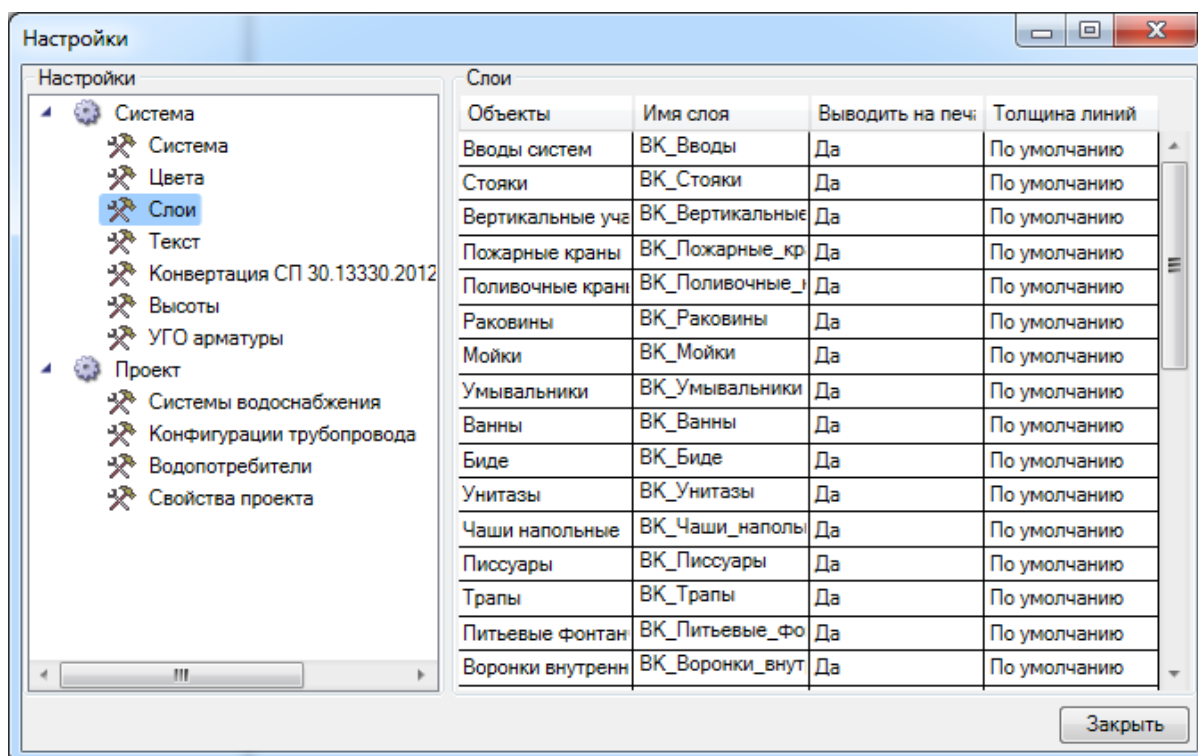 Настройки
Настройки
Система
Система
Цвета
Слои
Текст
Конвертация СП 30.13330.2012
Высоты
УГО арматуры
Проект
Системы водоснабжения
Конфигурации трубопровода
Водопотребители
Свойства проекта
Слои
Объекты Имя слоя Выводить на печа Толщина линий
Вводы систем ВК_Вводы Да По умолчанию
Стояки ВК_Стояки Да По умолчанию
Вертикальные уча ВК_Вертикальные Да По умолчанию
Пожарные краны ВК_Пожарные_кр Да По умолчанию
Поливочные краны ВК_Поливочные_к Да По умолчанию
Раковины ВК_Раковины Да По умолчанию
Мойки ВК_Мойки Да По умолчанию
Умывальники ВК_Умывальники Да По умолчанию
Ванны ВК_Ванны Да По умолчанию
Биде ВК_Биде Да По умолчанию
Унитазы ВК_Унитазы Да По умолчанию
Чаши напольные ВК_Чаши_наполы Да По умолчанию
Писсуары ВК_Писсуары Да По умолчанию
Трапы ВК_Трапы Да По умолчанию
Питьевые фонтан ВК_Питьевые_фо Да По умолчанию
Воронки внутренн ВК_Воронки_внут Да По умолчанию
Закрыть